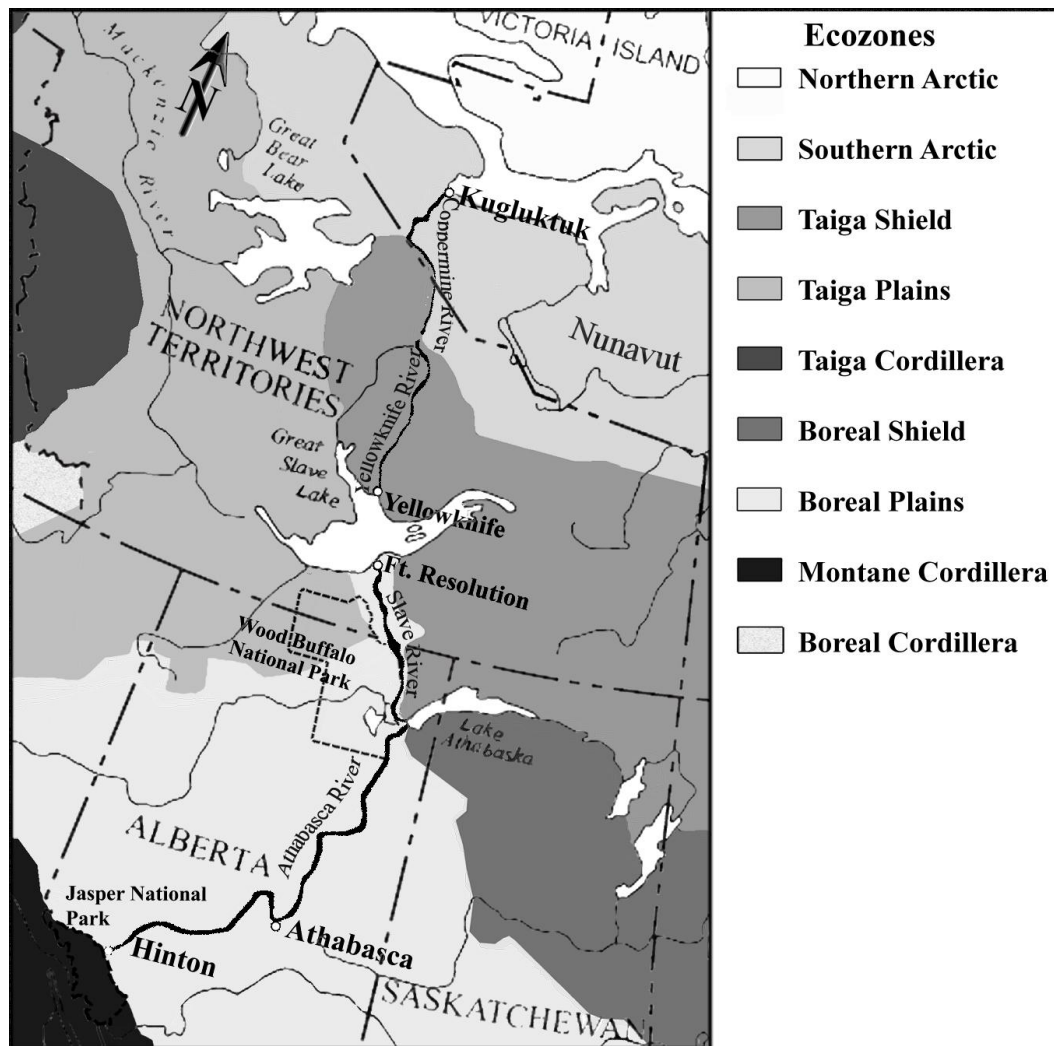 VICTORIA ISLAND
Mackenzie River
N
Great
Bear
Lake
Kugluktuk
Coppermine River
Nunavut
NORTHWEST
TERRITORIES
Yellowknife River
Great
Slave
Lake
Yellowknife
Ft. Resolution
Slave River
Wood Buffalo
National Park
Lake
Athabaska
Athabasca River
ALBERTA
Jasper National
Park
Hinton
Athabasca
SASKATCHEWAN
Ecozones
Northern Arctic
Southern Arctic
Taiga Shield
Taiga Plains
Taiga Cordillera
Boreal Shield
Boreal Plains
Montane Cordillera
Boreal Cordillera